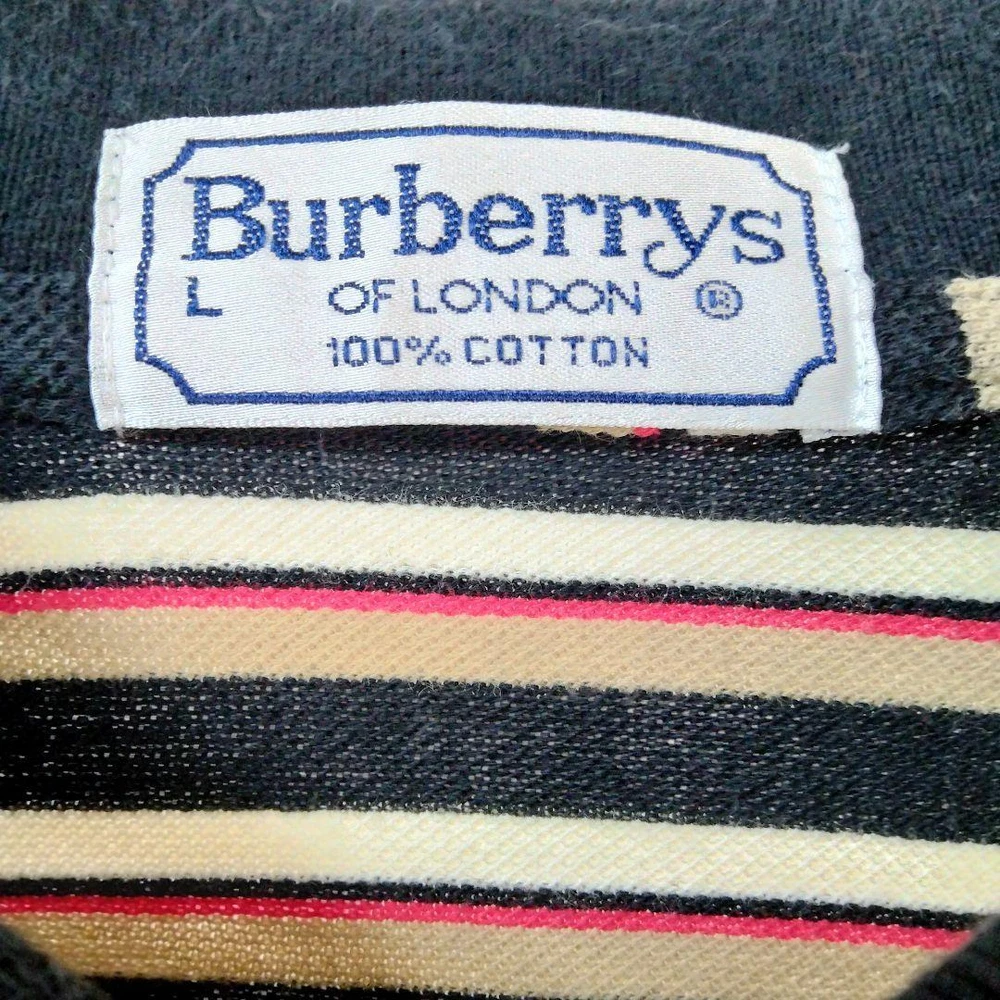 Burberrys
L OF LONDON ®
100% COTTON